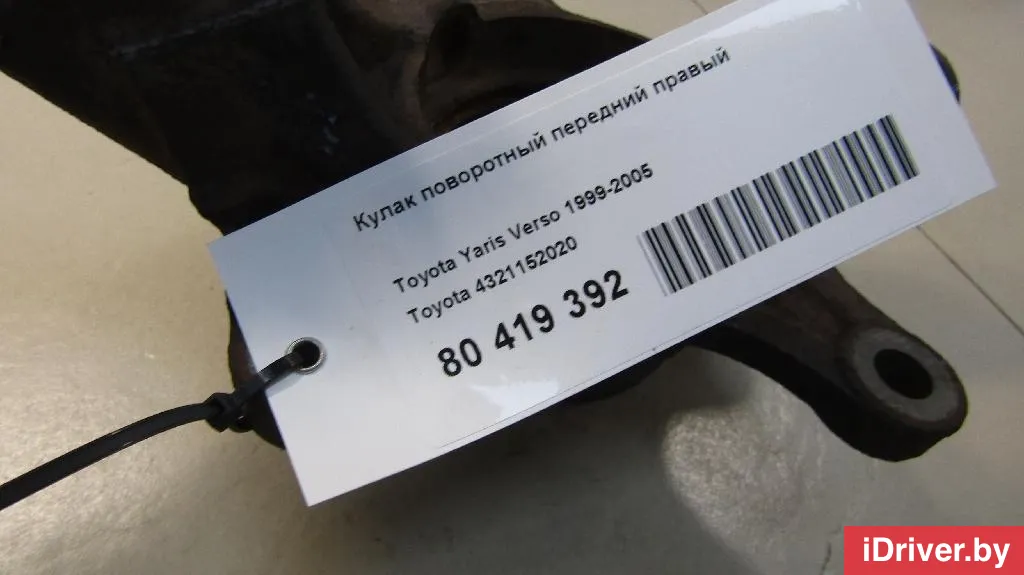 Кулак поворотный передний правый
Toyota Yaris Verso 1999-2005
Toyota 4321152020
80 419 392
iDriver.by